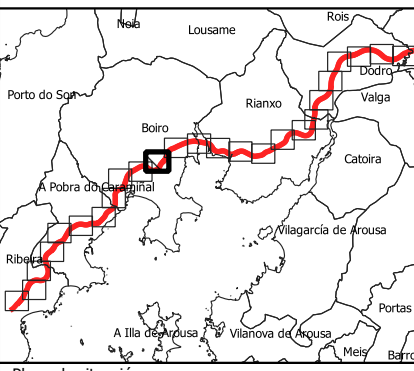 Noia
Rois
Lousame
Dodro
Porto do Son
Valga
Rianxo
Boiro
Catoira
A Pobra do Caramiñal
Vilagarcía de Arousa
Ribeira
Portas
A Illa de Arousa
Vilanova de Arousa
Meis
Barro